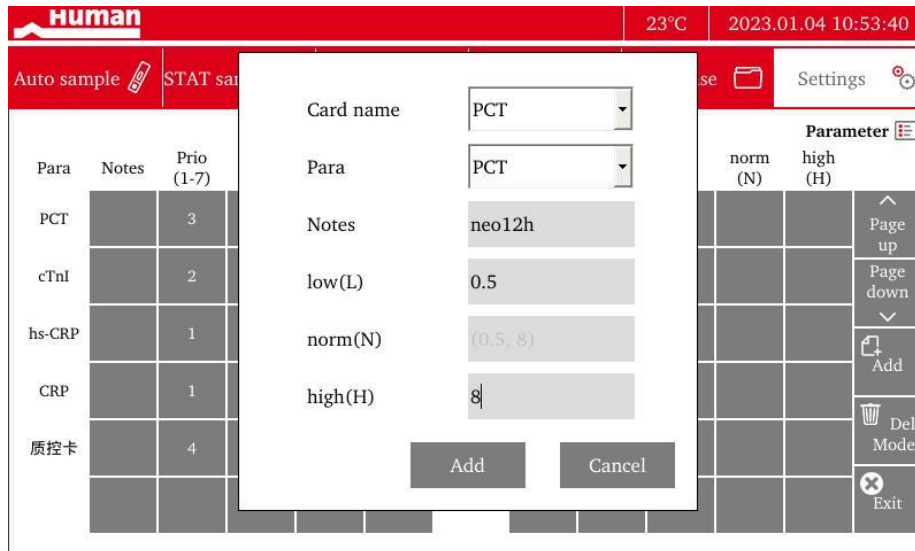 Human
23°C
2023.01.04 10:53:40
Auto sample
STAT sa
se
Settings
Parameter
Para
Notes
Prio
(1-7)
norm
(N)
high
(H)
PCT
3
cTnI
2
hs-CRP
1
CRP
1
质控卡
4
Card name
PCT
Para
PCT
Notes
neo12h
low(L)
0.5
norm(N)
(0.5, 8)
high(H)
8
Add
Cancel
Page
up
Page
down
Add
Del
Mode
Exit